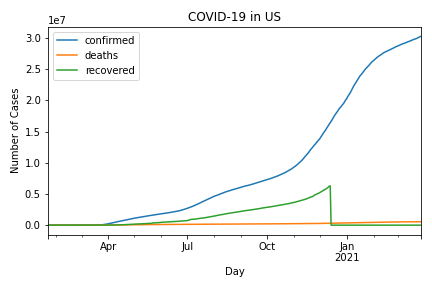 COVID-19 in US
1e7
confirmed
deaths
recovered
3.0
2.5
2.0
1.5
1.0
0.5
0.0
Number of Cases
Apr
Jul
Oct
Jan
2021
Day